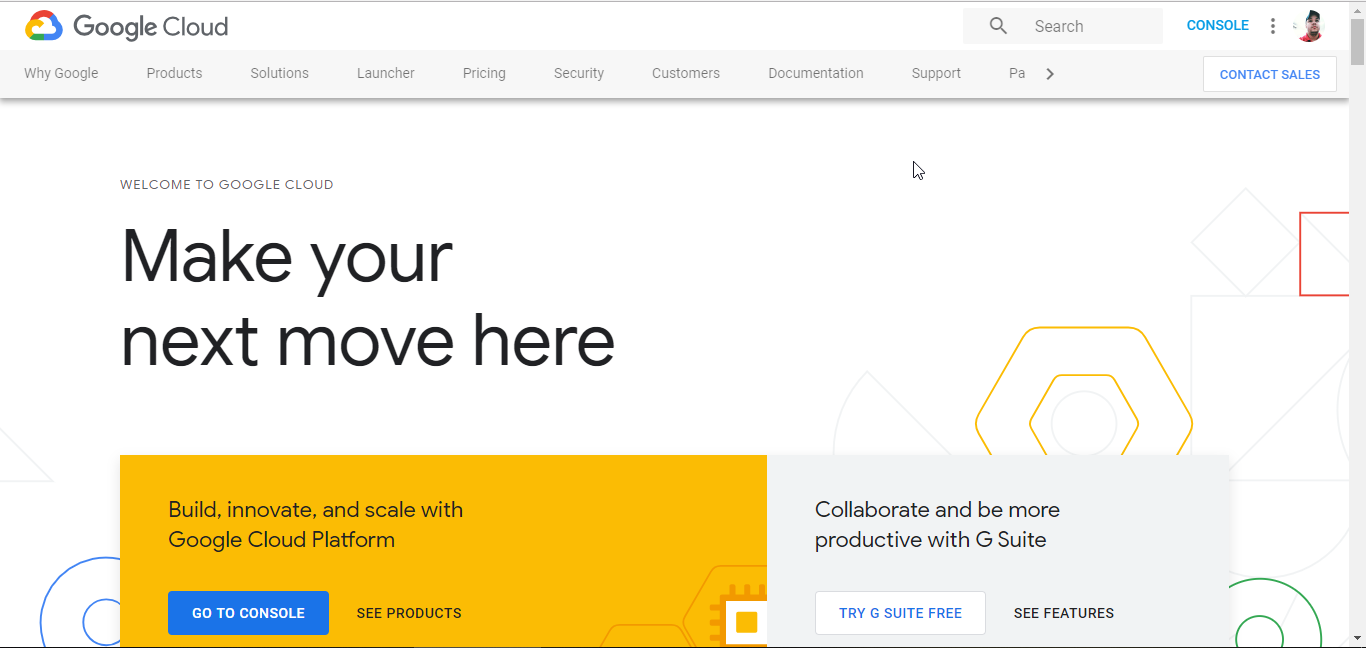 Google Cloud
Search
CONSOLE
Why Google
Products
Solutions
Launcher
Pricing
Security
Customers
Documentation
Support
Pa
CONTACT SALES
WELCOME TO GOOGLE CLOUD
Make your
next move here
Build, innovate, and scale with
Google Cloud Platform
GO TO CONSOLE
SEE PRODUCTS
Collaborate and be more
productive with G Suite
TRY G SUITE FREE
SEE FEATURES